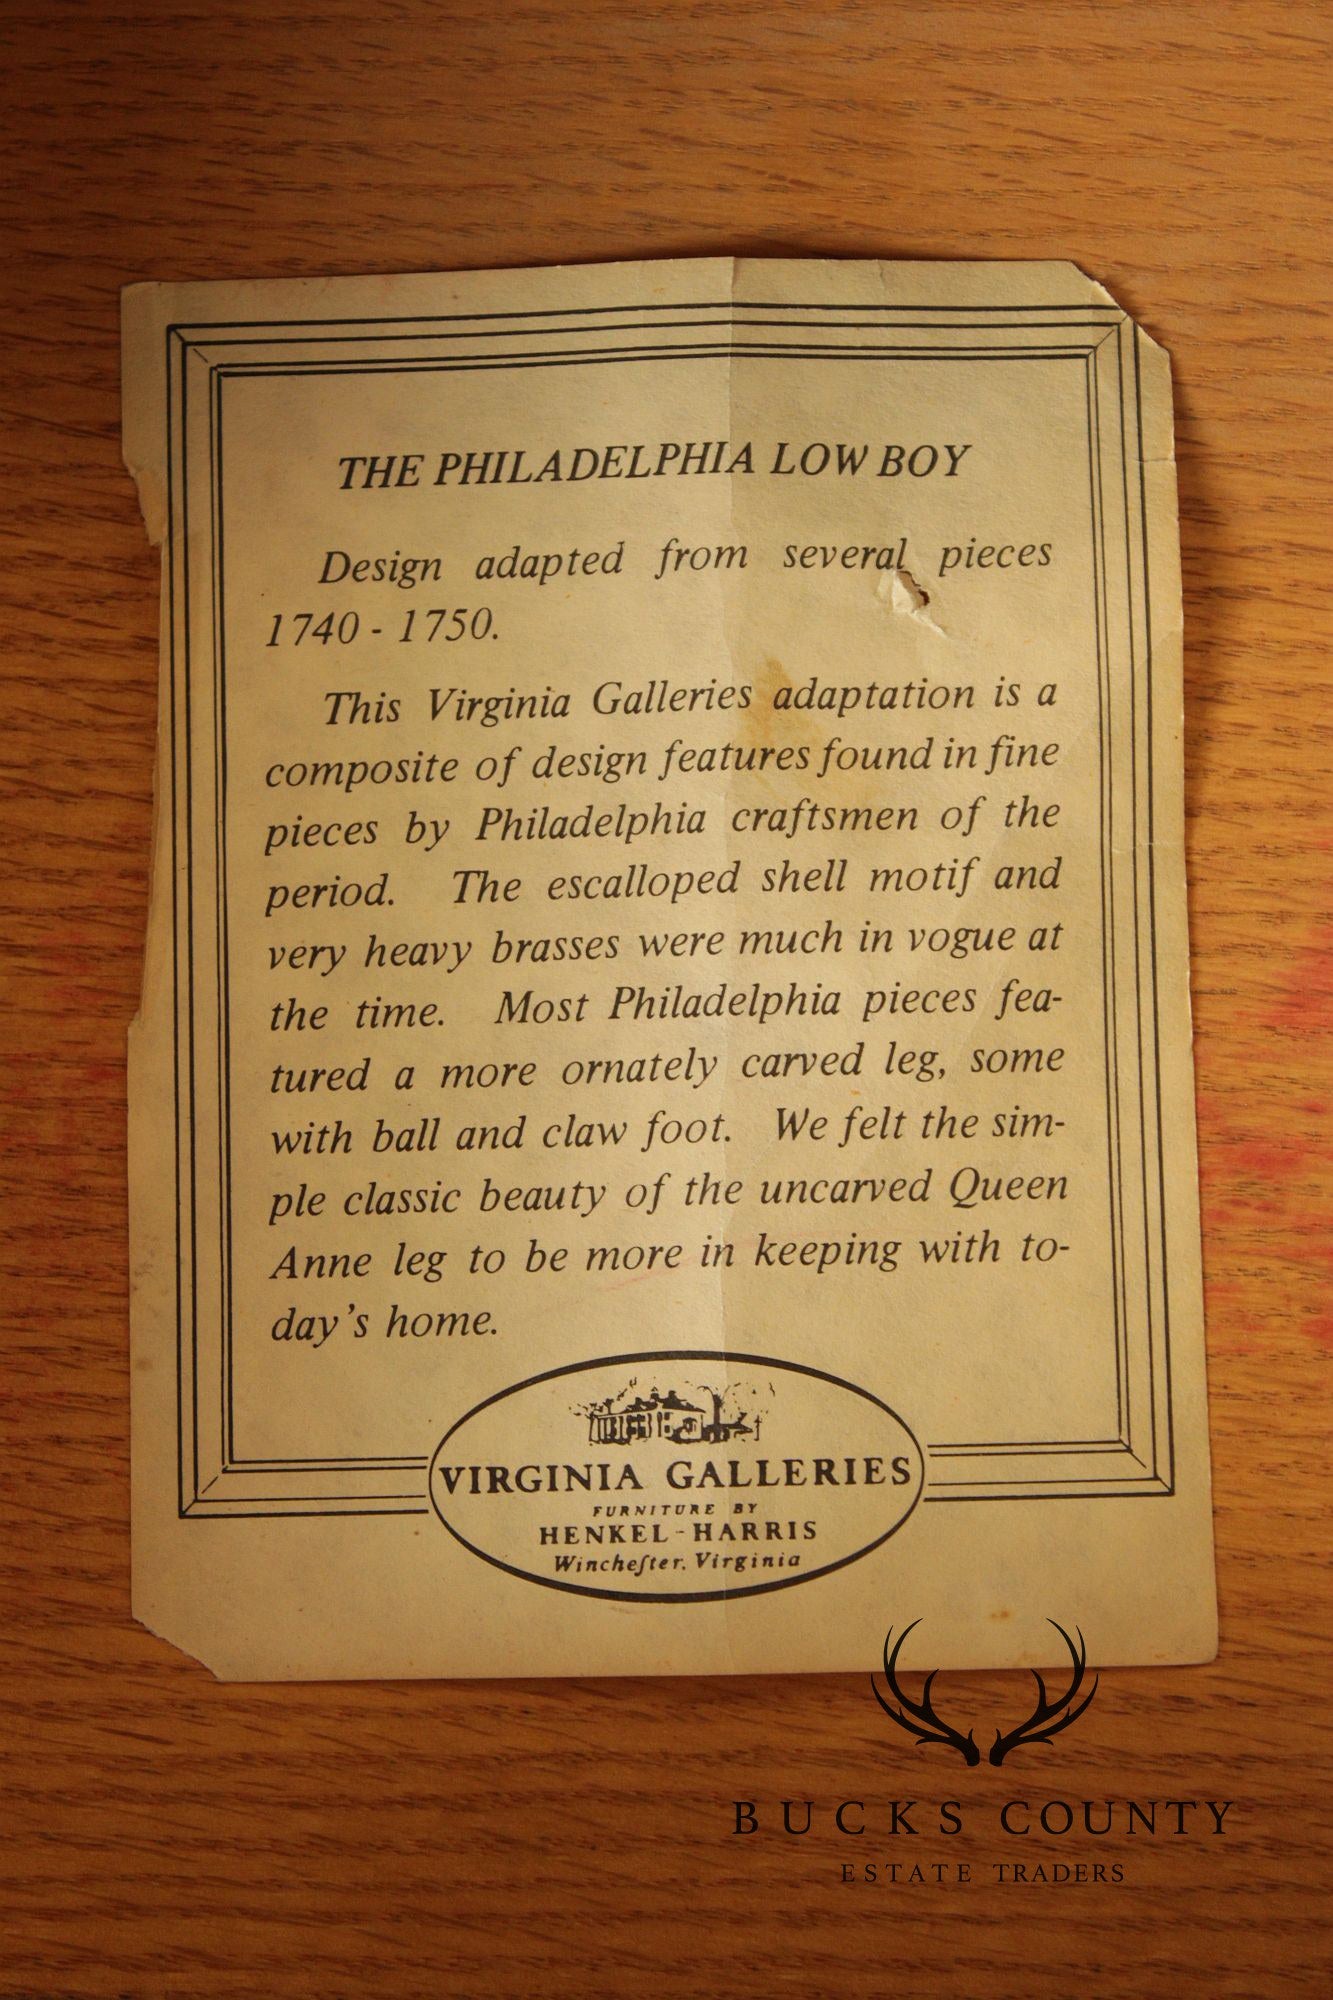 THE PHILADELPHIA LOW BOY
Design adapted from several pieces
1740 - 1750.
This Virginia Galleries adaptation is a
composite of design features found in fine
pieces by Philadelphia craftsmen of the
period. The escalloped shell motif and
very heavy brasses were much in vogue at
the time. Most Philadelphia pieces fea-
tured a more ornately carved leg, some
with ball and claw foot. We felt the sim-
ple classic beauty of the uncarved Queen
Anne leg to be more in keeping with to-
day's home.
VIRGINIA GALLERIES
FURNITURE BY
HENKEL-HARRIS
Wincheſter, Virginia
BUCKS COUNTY
ESTATE TRADERS